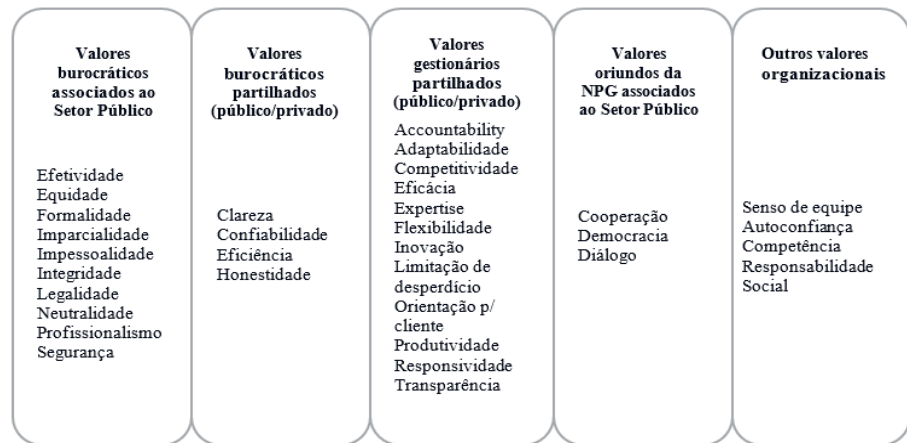 Valores
burocráticos
associados ao
Setor Público
Efetividade
Equidade
Formalidade
Imparcialidade
Impessoalidade
Integridade
Legalidade
Neutralidade
Profissionalismo
Segurança
Valores
burocráticos
partilhados
(público/privado)
Clareza
Confiabilidade
Eficiência
Honestidade
Valores
gestionários
partilhados
(público/privado)
Accountability
Adaptabilidade
Competitividade
Eficácia
Expertise
Flexibilidade
Inovação
Limitação de
desperdício
Orientação p/
cliente
Produtividade
Responsividade
Transparência
Valores
oriundos da
NPG associados
ao Setor Público
Cooperação
Democracia
Diálogo
Outros valores
organizacionais
Senso de equipe
Autoconfiança
Competência
Responsabilidade
Social